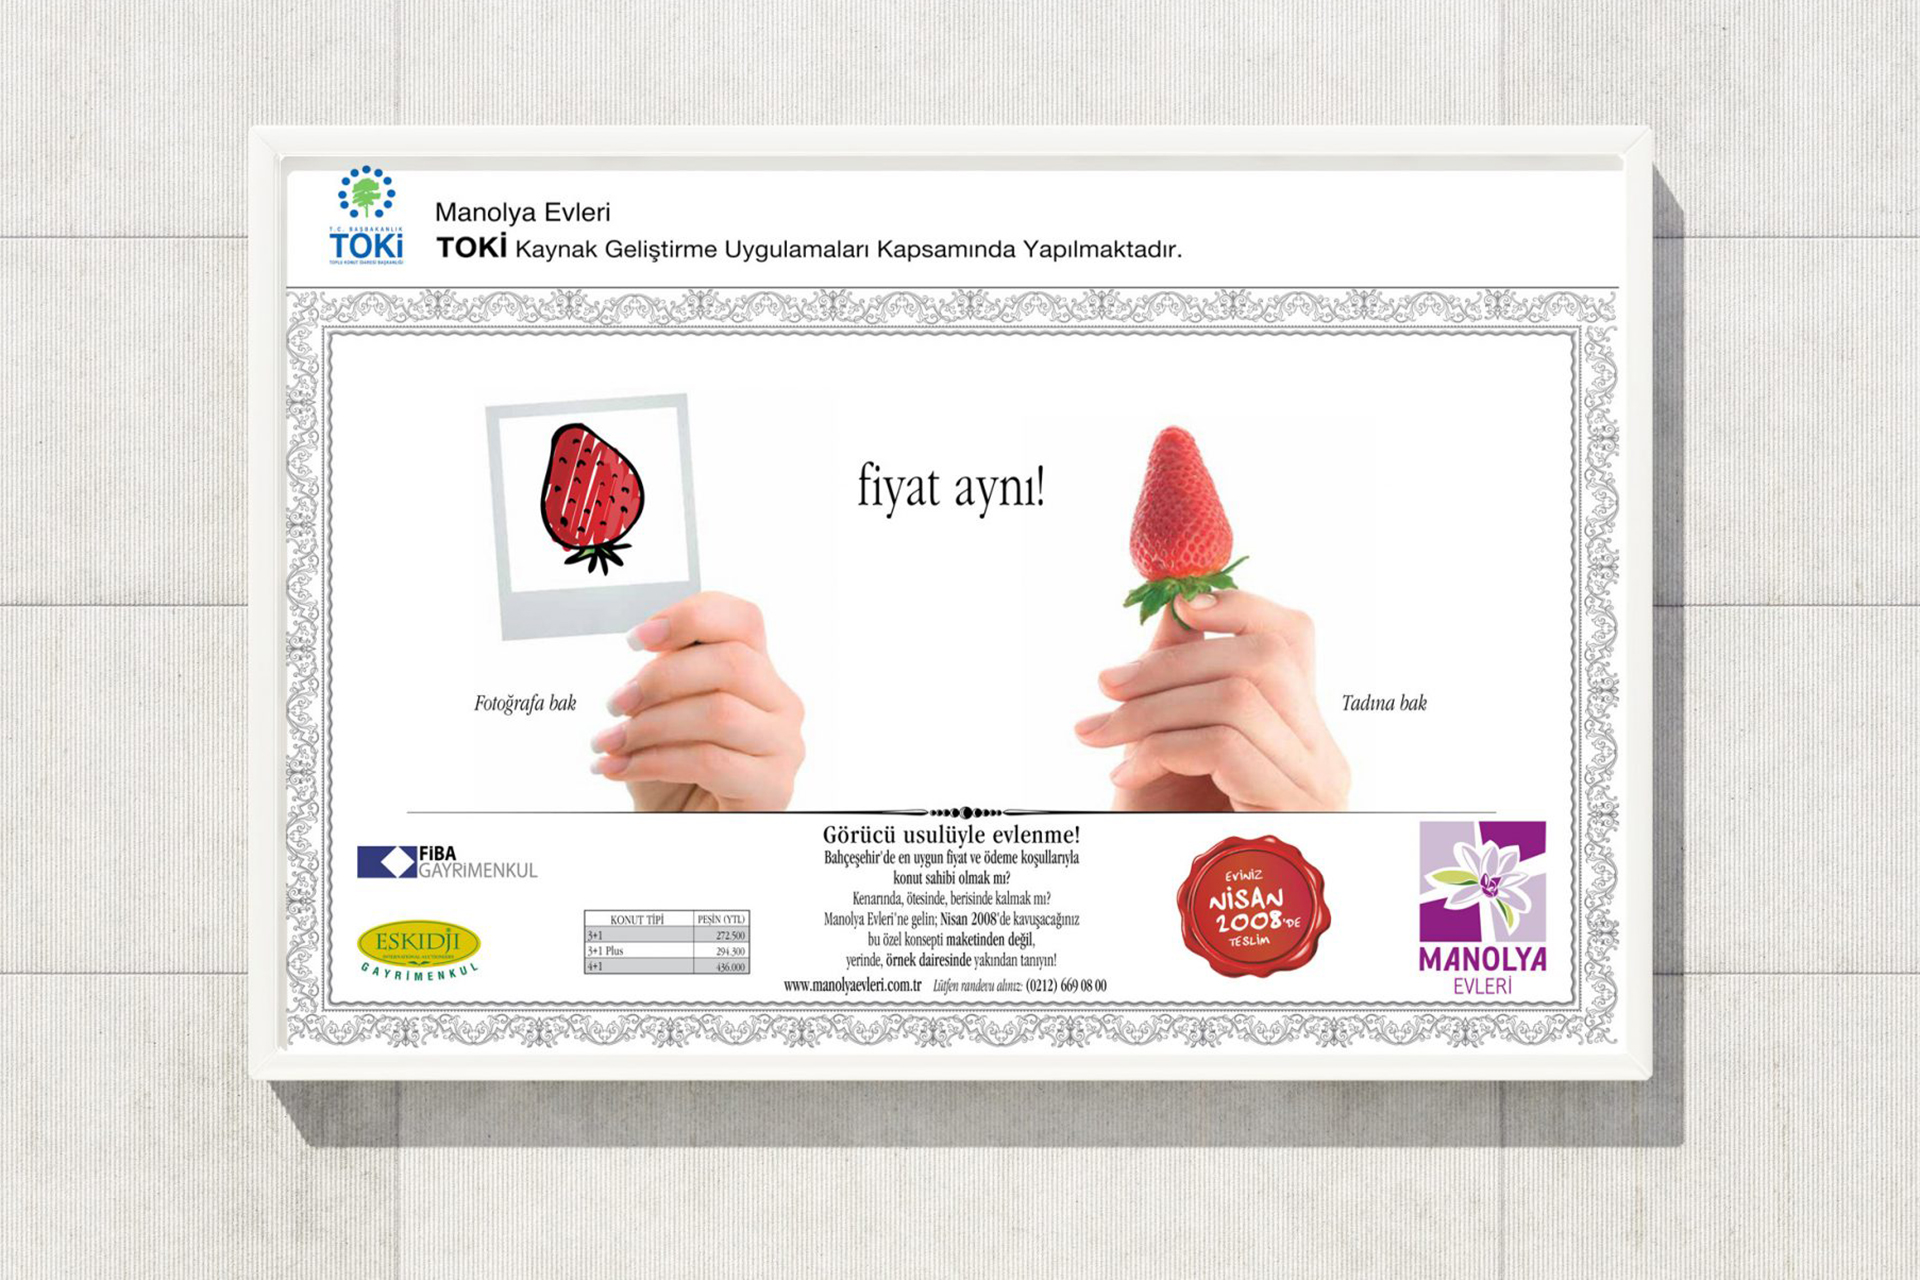 T.C. BAŞBAKANLIK
TOKİ
TOPLU KONUT İDARESİ BAŞKANLIĞI
Manolya Evleri
TOKİ Kaynak Geliştirme Uygulamaları Kapsamında Yapılmaktadır.
fiyat aynı!
Fotoğrafa bak
Tadına bak
FİBA
GAYRİMENKUL
ESKIDJI
INTERNATIONAL AUCTIONEERS
GAYRİMENKUL
KONUT TİPİ PEŞİN (YTL)
3+1 272.500
3+1 Plus 294.300
4+1 436.000
Görücü usulüyle evlenme!
Bahçeşehir'de en uygun fiyat ve ödeme koşullarıyla
konut sahibi olmak mı?
Kenarında, ötesinde, berisinde kalmak mı?
Manolya Evleri'ne gelin; Nisan 2008'de kavuşacağınız
bu özel konsepti maketinden değil,
yerinde, örnek dairesinde yakından tanıyın!
www.manolyaevleri.com.tr Lütfen randevu alınız: (0212) 669 08 00
EVİNİZ
NİSAN
2008'DE
TESLİM
MANOLYA
EVLERİ